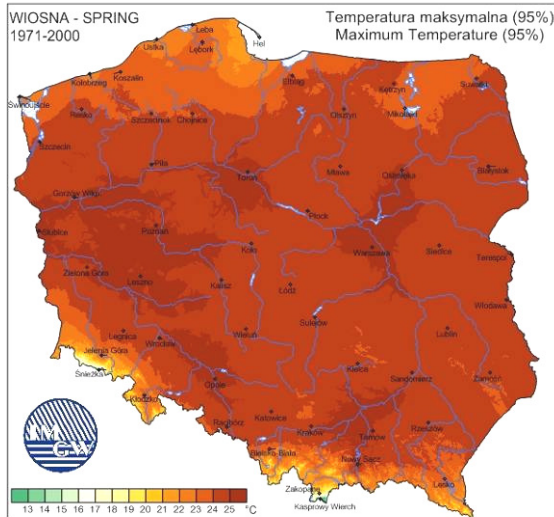 WIOSNA - SPRING
1971-2000
Temperatura maksymalna (95%)
Maximum Temperature (95%)
Łeba
Ustka
Lębork
Hel
Kołobrzeg
Koszalin
Elbląg
Kętrzyn
Suwałki
Świnoujście
Resko
Szczecinek
Chojnice
Olsztyn
Mikołajki
Szczecin
Piła
Toruń
Mława
Ostrołęka
Białystok
Gorzów Wlkp.
Płock
Słubice
Poznań
Koło
Warszawa
Siedlce
Terespol
Zielona Góra
Leszno
Kalisz
Łódź
Włodawa
Sulejów
Legnica
Wrocław
Wieluń
Lublin
Jelenia Góra
Śnieżka
Kielce
Sandomierz
Zamość
Kłodzko
Opole
Racibórz
Katowice
Kraków
Tarnów
Rzeszów
Bielsko-Biała
Nowy Sącz
Lesko
Zakopane
Kasprowy Wierch
IM
GW
13 14 15 16 17 18 19 20 21 22 23 24 25 °C